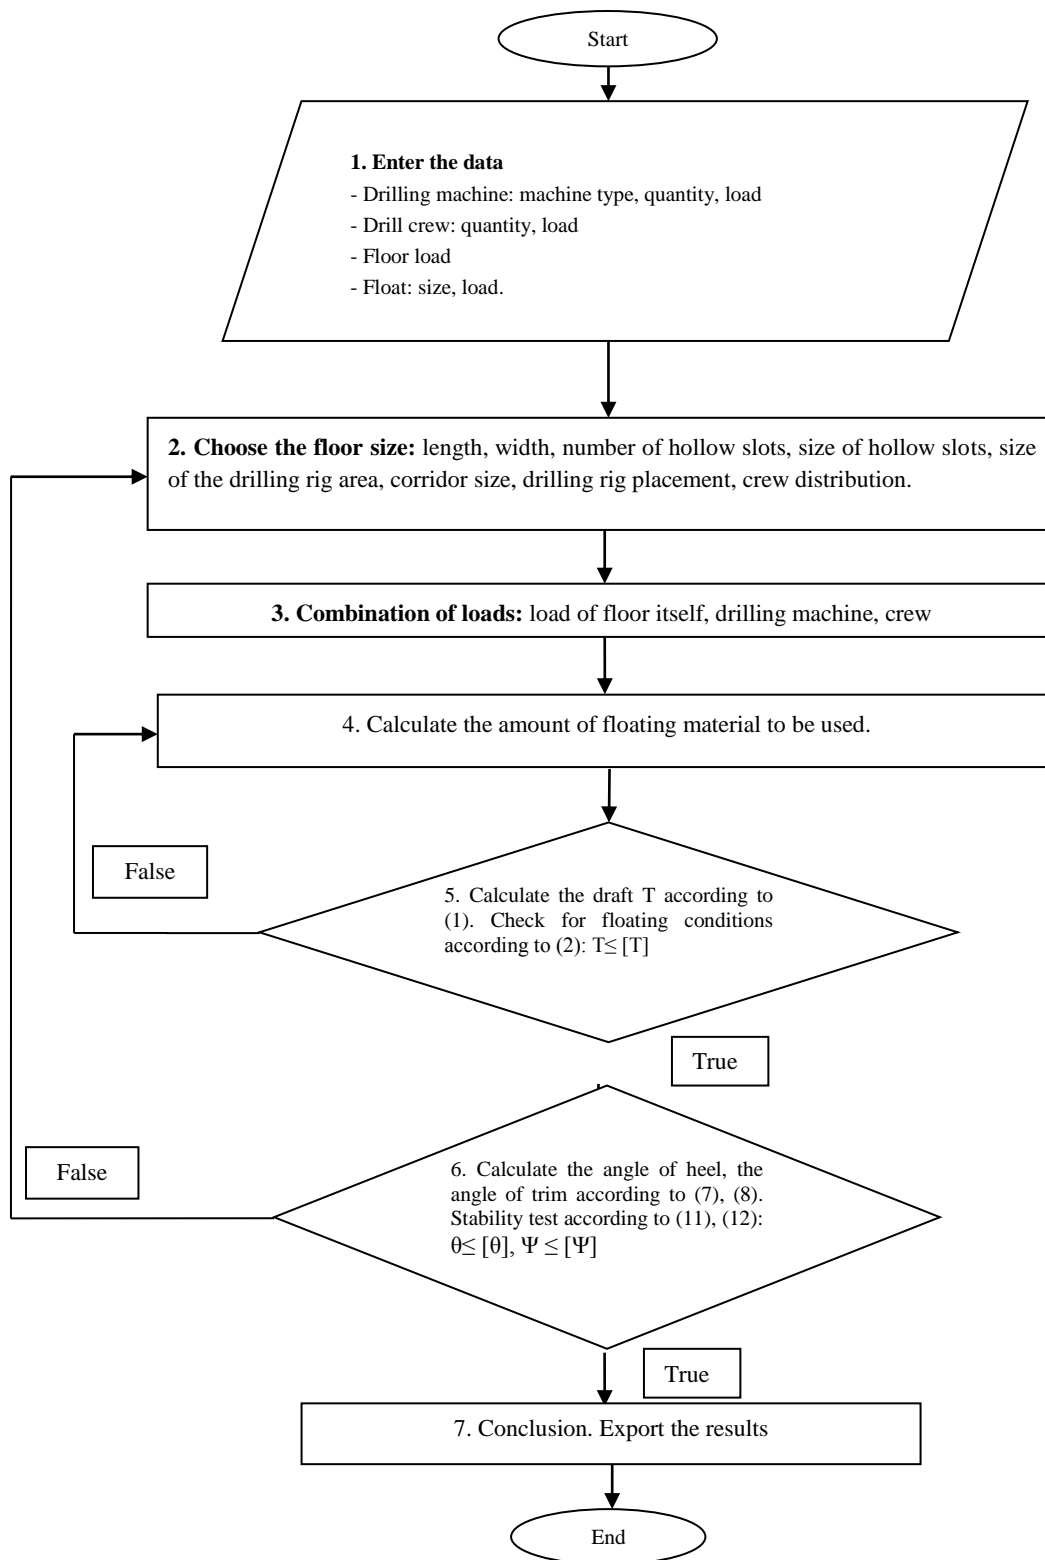 Start
1. Enter the data
- Drilling machine: machine type, quantity, load
- Drill crew: quantity, load
- Floor load
- Float: size, load.
2. Choose the floor size: length, width, number of hollow slots, size of hollow slots, size
of the drilling rig area, corridor size, drilling rig placement, crew distribution.
3. Combination of loads: load of floor itself, drilling machine, crew
4. Calculate the amount of floating material to be used.
False
5. Calculate the draft T according to
(1). Check for floating conditions
according to (2): T≤ [T]
True
False
6. Calculate the angle of heel, the
angle of trim according to (7), (8).
Stability test according to (11), (12):
θ≤ [θ], Ψ ≤ [Ψ]
True
7. Conclusion. Export the results
End